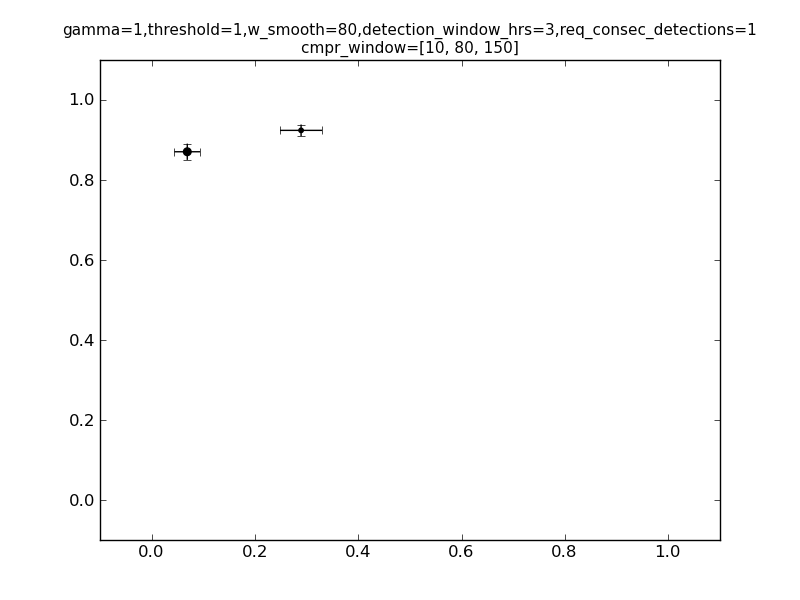 gamma=1,threshold=1,w_smooth=80,detection_window_hrs=3,req_consec_detections=1
cmpr_window=[10, 80, 150]
1.0
0.8
0.6
0.4
0.2
0.0
0.0 0.2 0.4 0.6 0.8 1.0